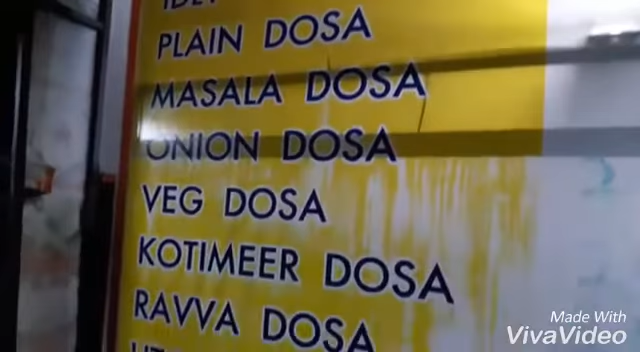 PLAIN DOSA
MASALA DOSA
ONION DOSA
VEG DOSA
KOTIMEER DOSA
RAVVA DOSA
Made With
VivaVideo